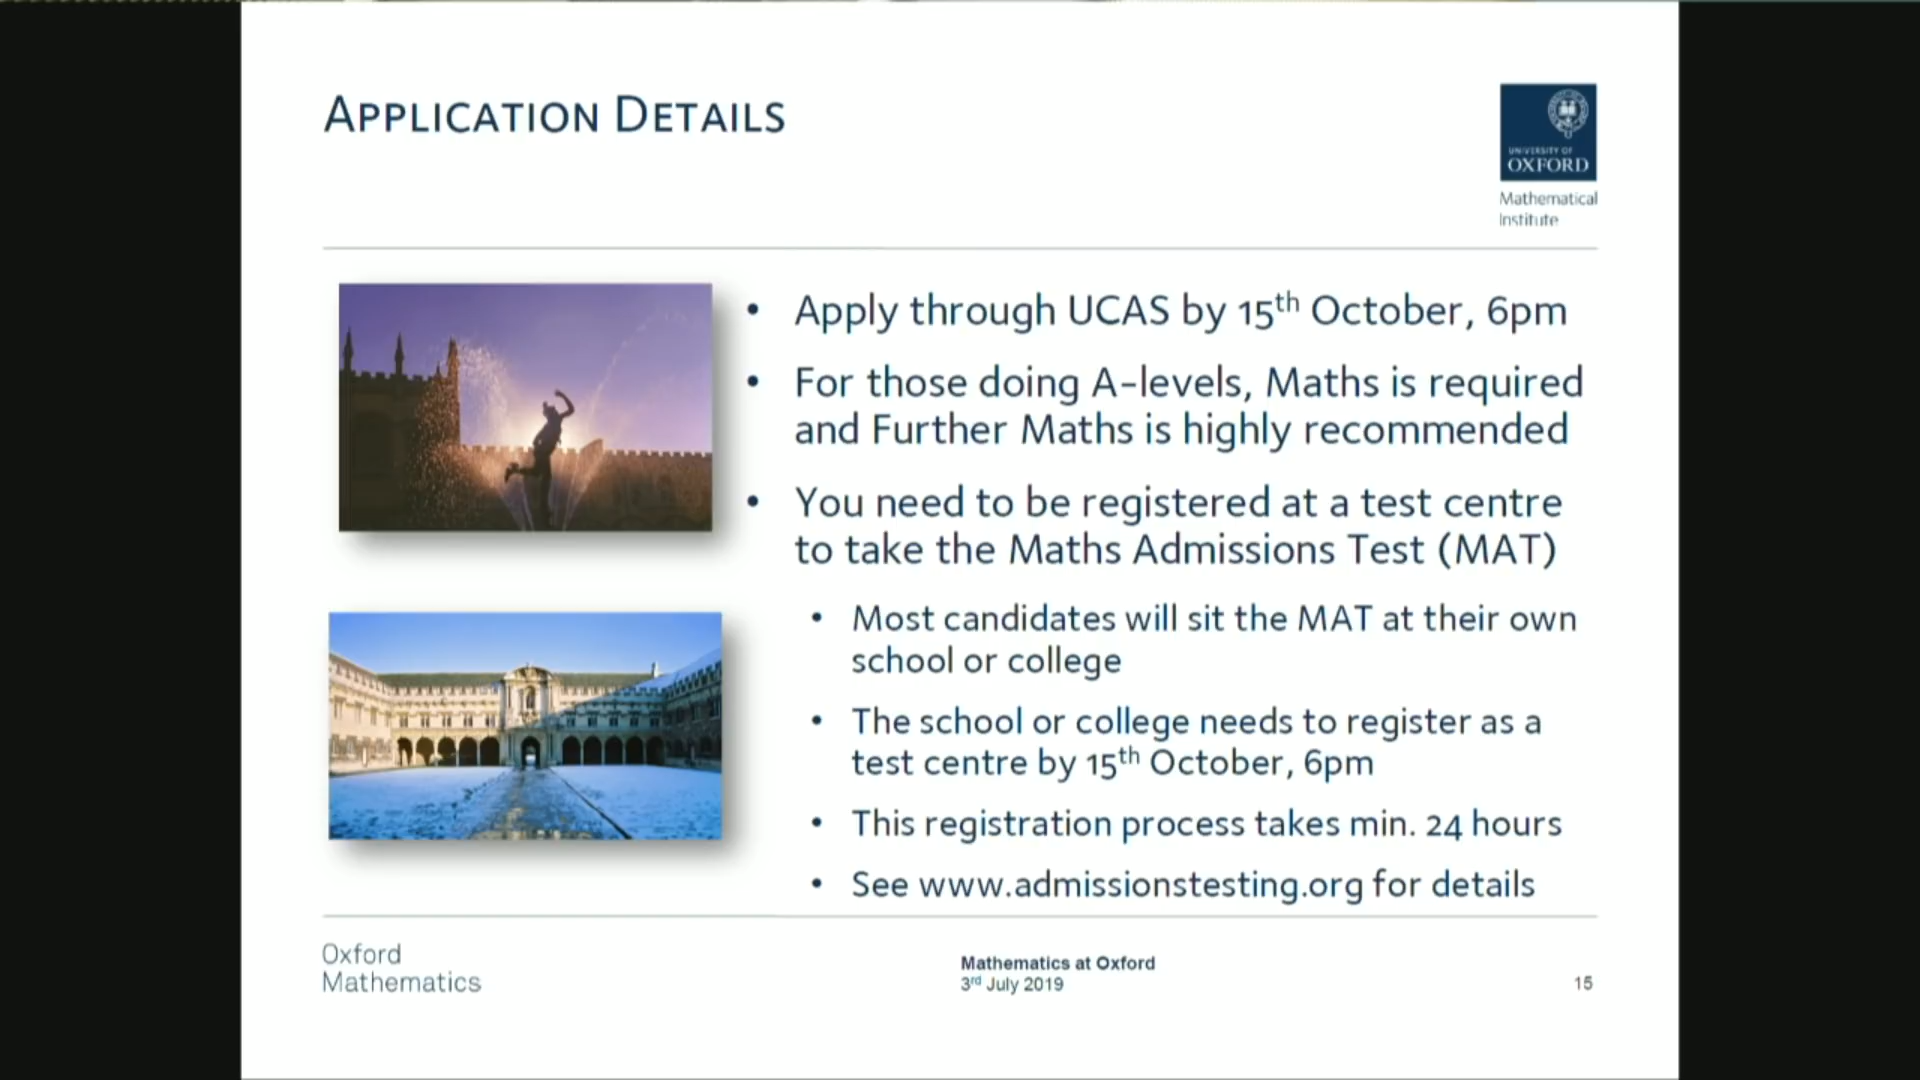 APPLICATION DETAILS
UNIVERSITY OF
OXFORD
Mathematical
Institute
• Apply through UCAS by 15th October, 6pm
• For those doing A-levels, Maths is required
and Further Maths is highly recommended
• You need to be registered at a test centre
to take the Maths Admissions Test (MAT)
• Most candidates will sit the MAT at their own
school or college
• The school or college needs to register as a
test centre by 15th October, 6pm
• This registration process takes min. 24 hours
• See www.admissionstesting.org for details
Oxford
Mathematics
Mathematics at Oxford
3rd July 2019
15